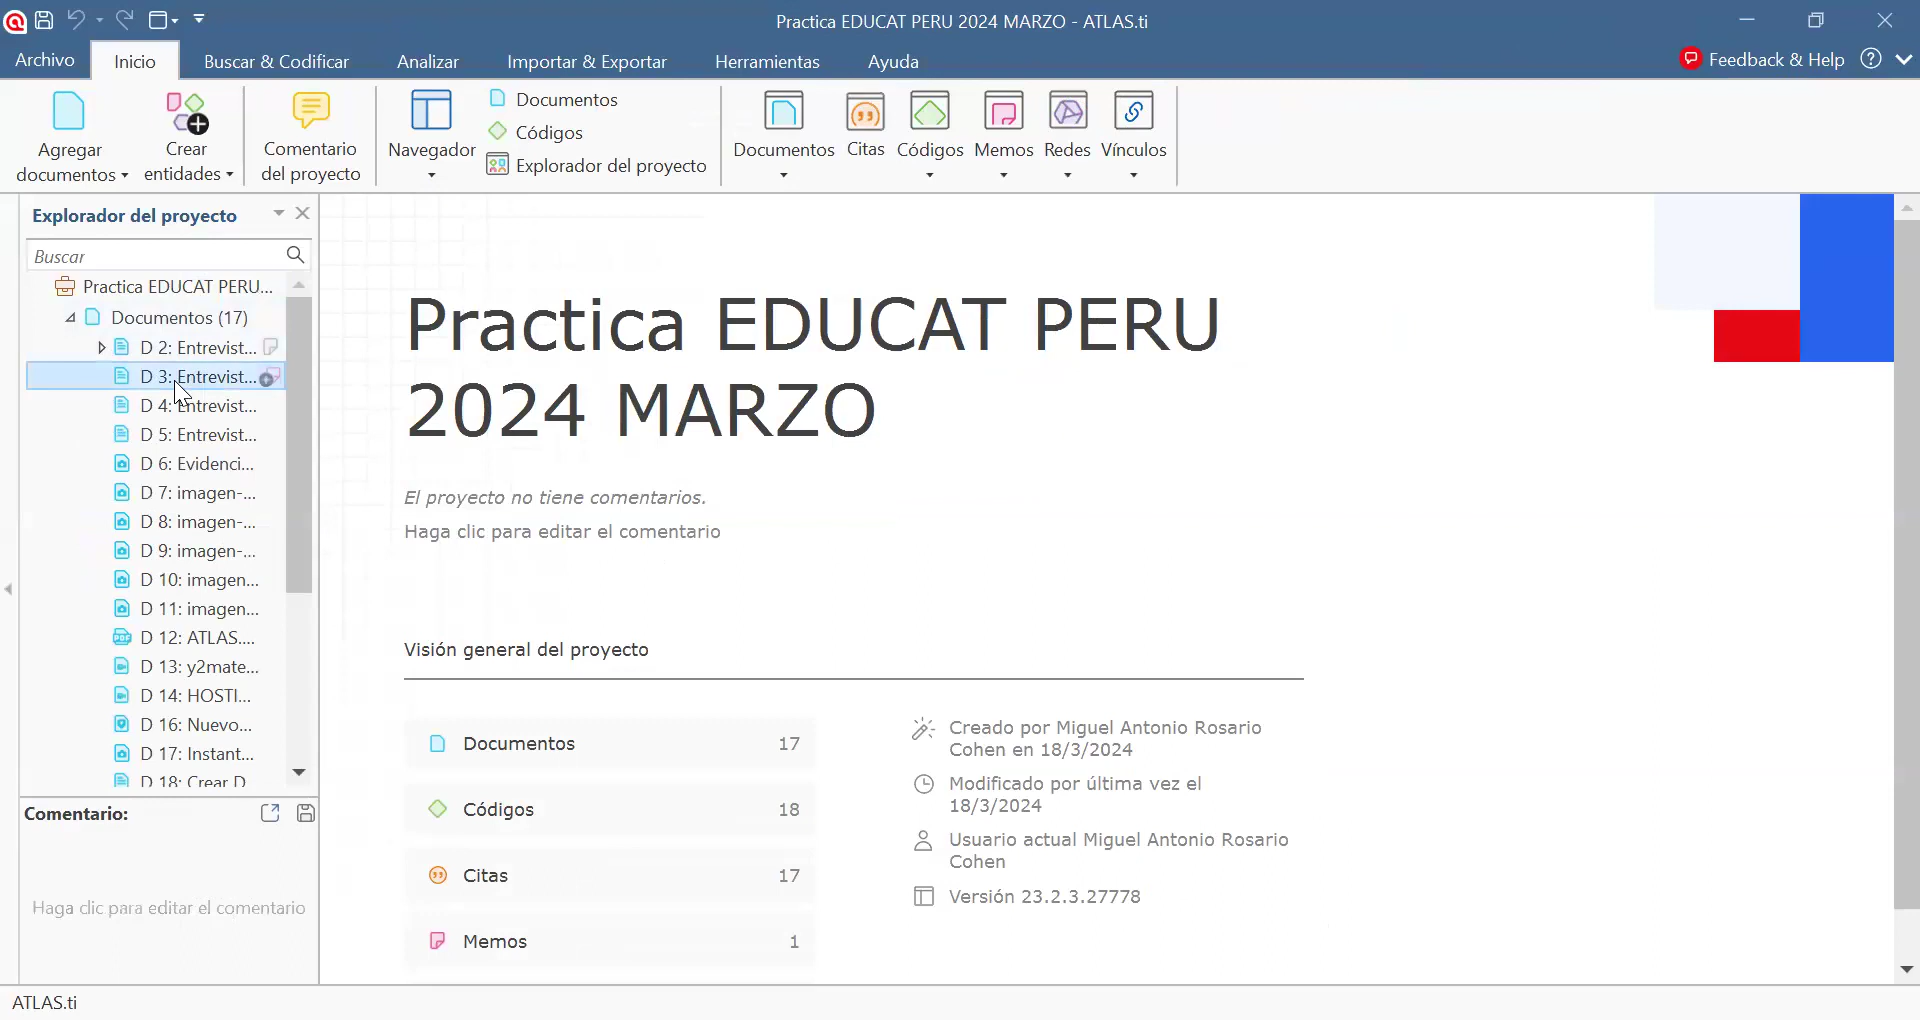 Practica EDUCAT PERU 2024 MARZO - ATLAS.ti
Archivo
Inicio
Buscar & Codificar
Analizar
Importar & Exportar
Herramientas
Ayuda
Feedback & Help
Agregar
documentos
Crear
entidades
Comentario
del proyecto
Navegador
Documentos
Códigos
Explorador del proyecto
Documentos
Citas
Códigos
Memos
Redes
Vínculos
Explorador del proyecto
Buscar
Practica EDUCAT PERU...
Documentos (17)
D 2: Entrevist...
D 3: Entrevist...
D 4: Entrevist...
D 5: Entrevist...
D 6: Evidenci...
D 7: imagen-...
D 8: imagen-...
D 9: imagen-...
D 10: imagen...
D 11: imagen...
D 12: ATLAS....
D 13: y2mate...
D 14: HOSTI...
D 16: Nuevo...
D 17: Instant...
D 18: Crear D
Comentario:
Haga clic para editar el comentario
Practica EDUCAT PERU
2024 MARZO
El proyecto no tiene comentarios.
Haga clic para editar el comentario
Visión general del proyecto
Documentos 17
Códigos 18
Citas 17
Memos 1
Creado por Miguel Antonio Rosario
Cohen en 18/3/2024
Modificado por última vez el
18/3/2024
Usuario actual Miguel Antonio Rosario
Cohen
Versión 23.2.3.27778
ATLAS.ti